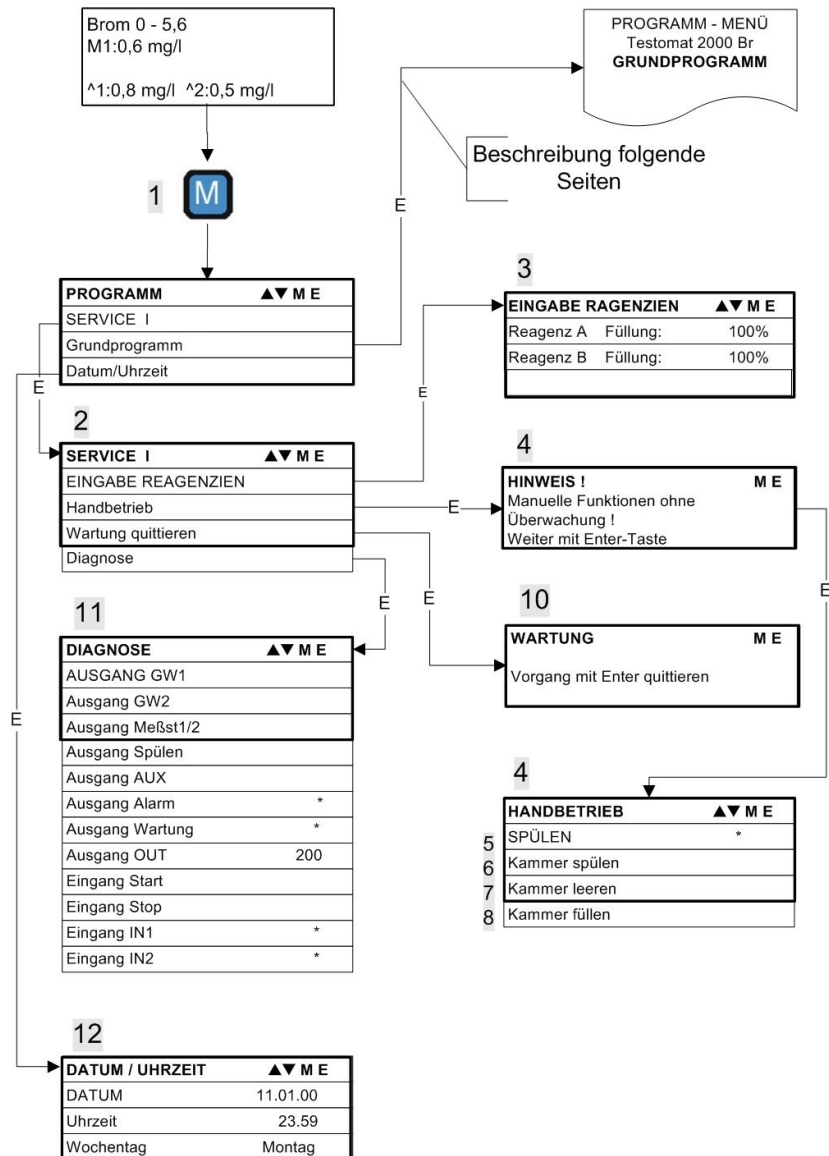 Brom 0 - 5,6
M1:0,6 mg/l
^1:0,8 mg/l ^2:0,5 mg/l
PROGRAMM - MENÜ
Testomat 2000 Br
GRUNDPROGRAMM
Beschreibung folgende
Seiten
1
M
E
PROGRAMM ▲▼ M E
SERVICE I
Grundprogramm
Datum/Uhrzeit
E
3
EINGABE RAGENZIEN ▲▼ M E
Reagenz A Füllung: 100%
Reagenz B Füllung: 100%
E
2
SERVICE I ▲▼ M E
EINGABE REAGENZIEN
Handbetrieb
Wartung quittieren
Diagnose
E
4
HINWEIS ! M E
Manuelle Funktionen ohne
Überwachung !
Weiter mit Enter-Taste
E
E
E
10
WARTUNG M E
Vorgang mit Enter quittieren
11
DIAGNOSE ▲▼ M E
AUSGANG GW1
Ausgang GW2
Ausgang Meßst1/2
Ausgang Spülen
Ausgang AUX
Ausgang Alarm *
Ausgang Wartung *
Ausgang OUT 200
Eingang Start
Eingang Stop
Eingang IN1 *
Eingang IN2 *
E
4
HANDBETRIEB ▲▼ M E
5 SPÜLEN *
6 Kammer spülen
7 Kammer leeren
8 Kammer füllen
12
DATUM / UHRZEIT ▲▼ M E
DATUM 11.01.00
Uhrzeit 23.59
Wochentag Montag